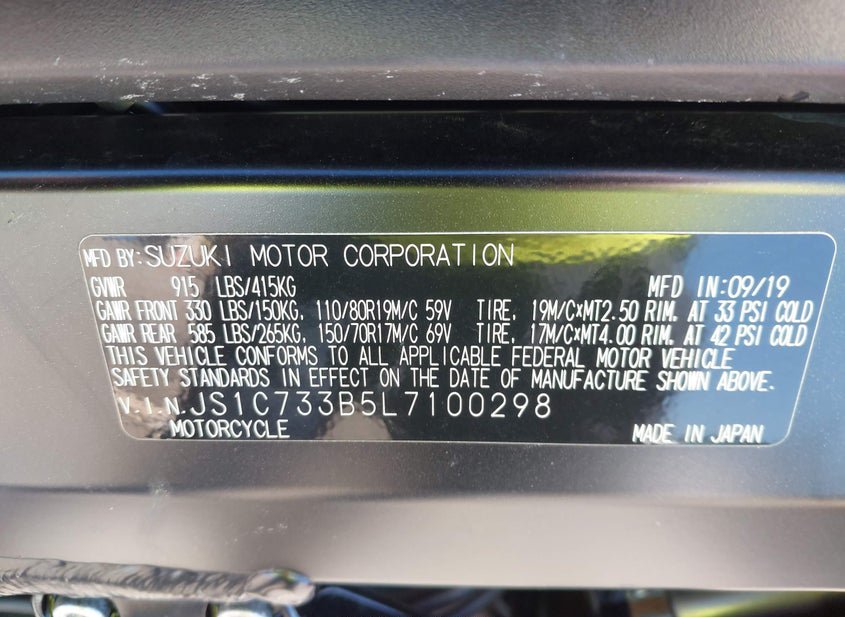 MFD BY: SUZUKI MOTOR CORPORATION
GVWR 915 LBS/415KG MFD IN: 09/19
GAWR FRONT 330 LBS/150KG, 110/80R19M/C 59V TIRE, 19M/C×MT2.50 RIM, AT 33 PSI COLD
GAWR REAR 585 LBS/265KG, 150/70R17M/C 69V TIRE, 17M/C×MT4.00 RIM, AT 42 PSI COLD
THIS VEHICLE CONFORMS TO ALL APPLICABLE FEDERAL MOTOR VEHICLE
SAFETY STANDARDS IN EFFECT ON THE DATE OF MANUFACTURE SHOWN ABOVE.
V.I.N. JS1C733B5L7100298
MOTORCYCLE MADE IN JAPAN